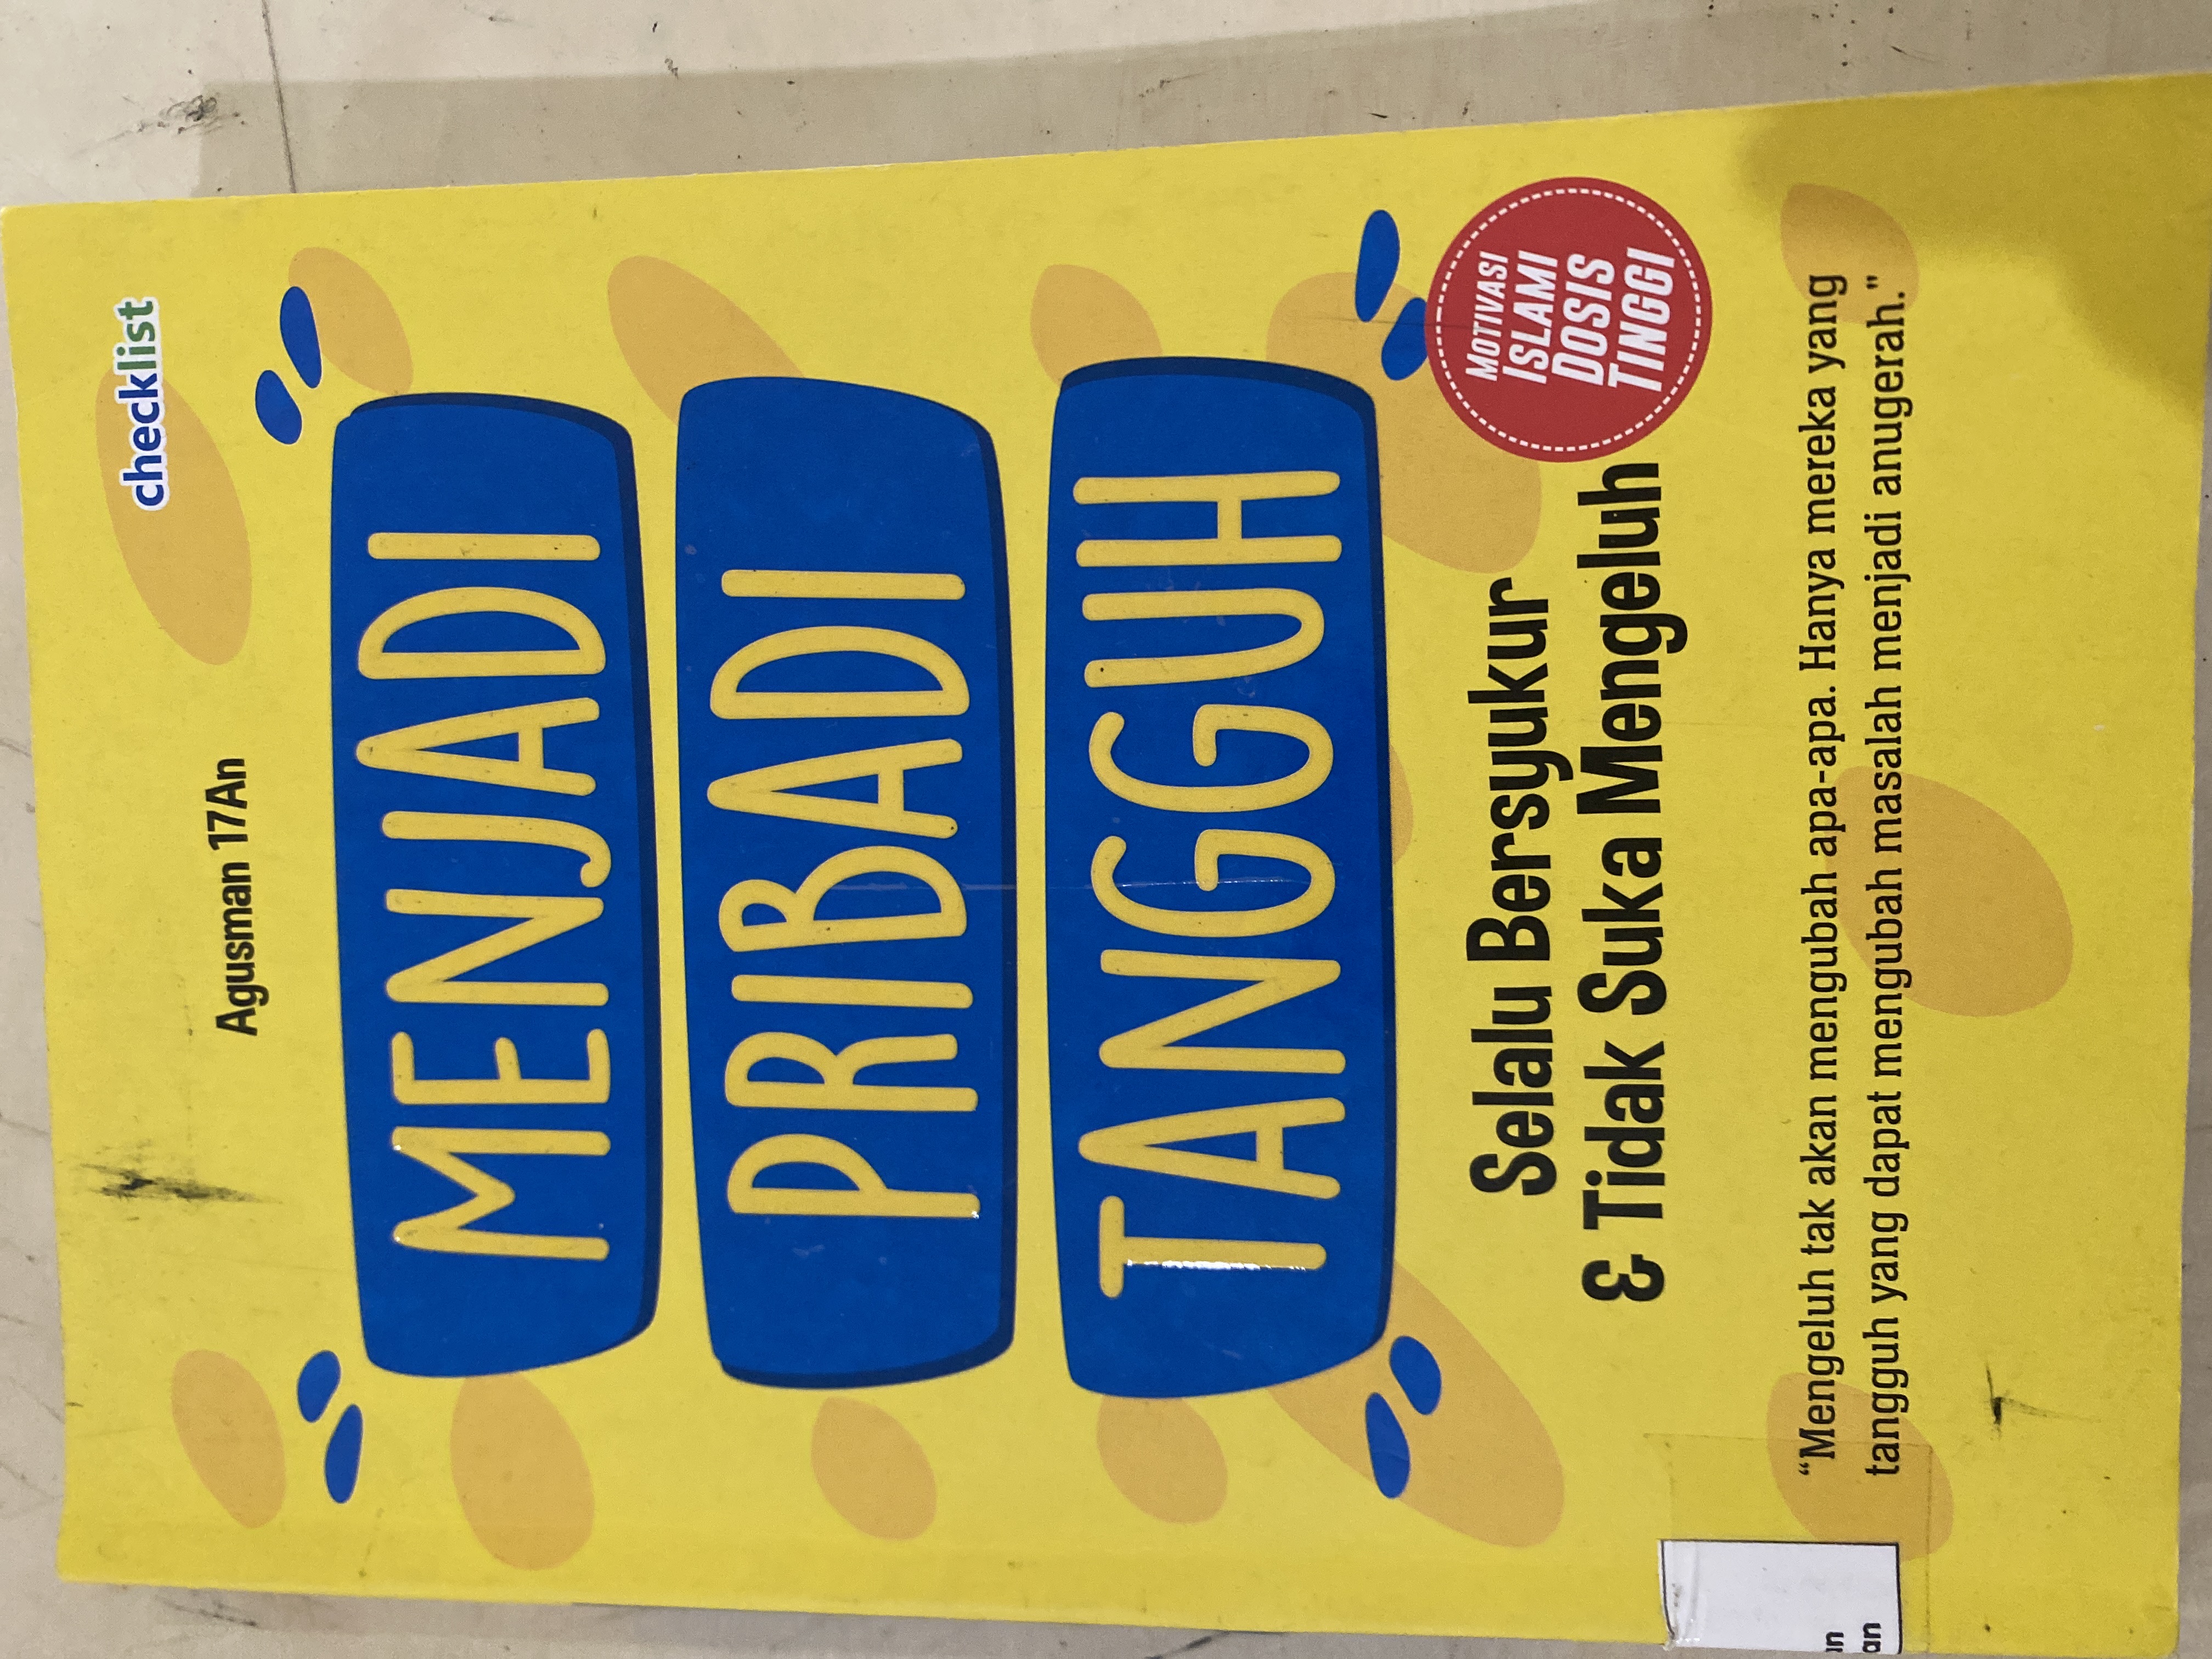 checklist
Agusman 17An
MENJADI
PRIBADI
TANGGUH
MOTIVASI
ISLAMI
DOSIS
TINGGI
Selalu Bersyukur
& Tidak Suka Mengeluh
“Mengeluh tak akan mengubah apa-apa. Hanya mereka yang
tangguh yang dapat mengubah masalah menjadi anugerah."
an